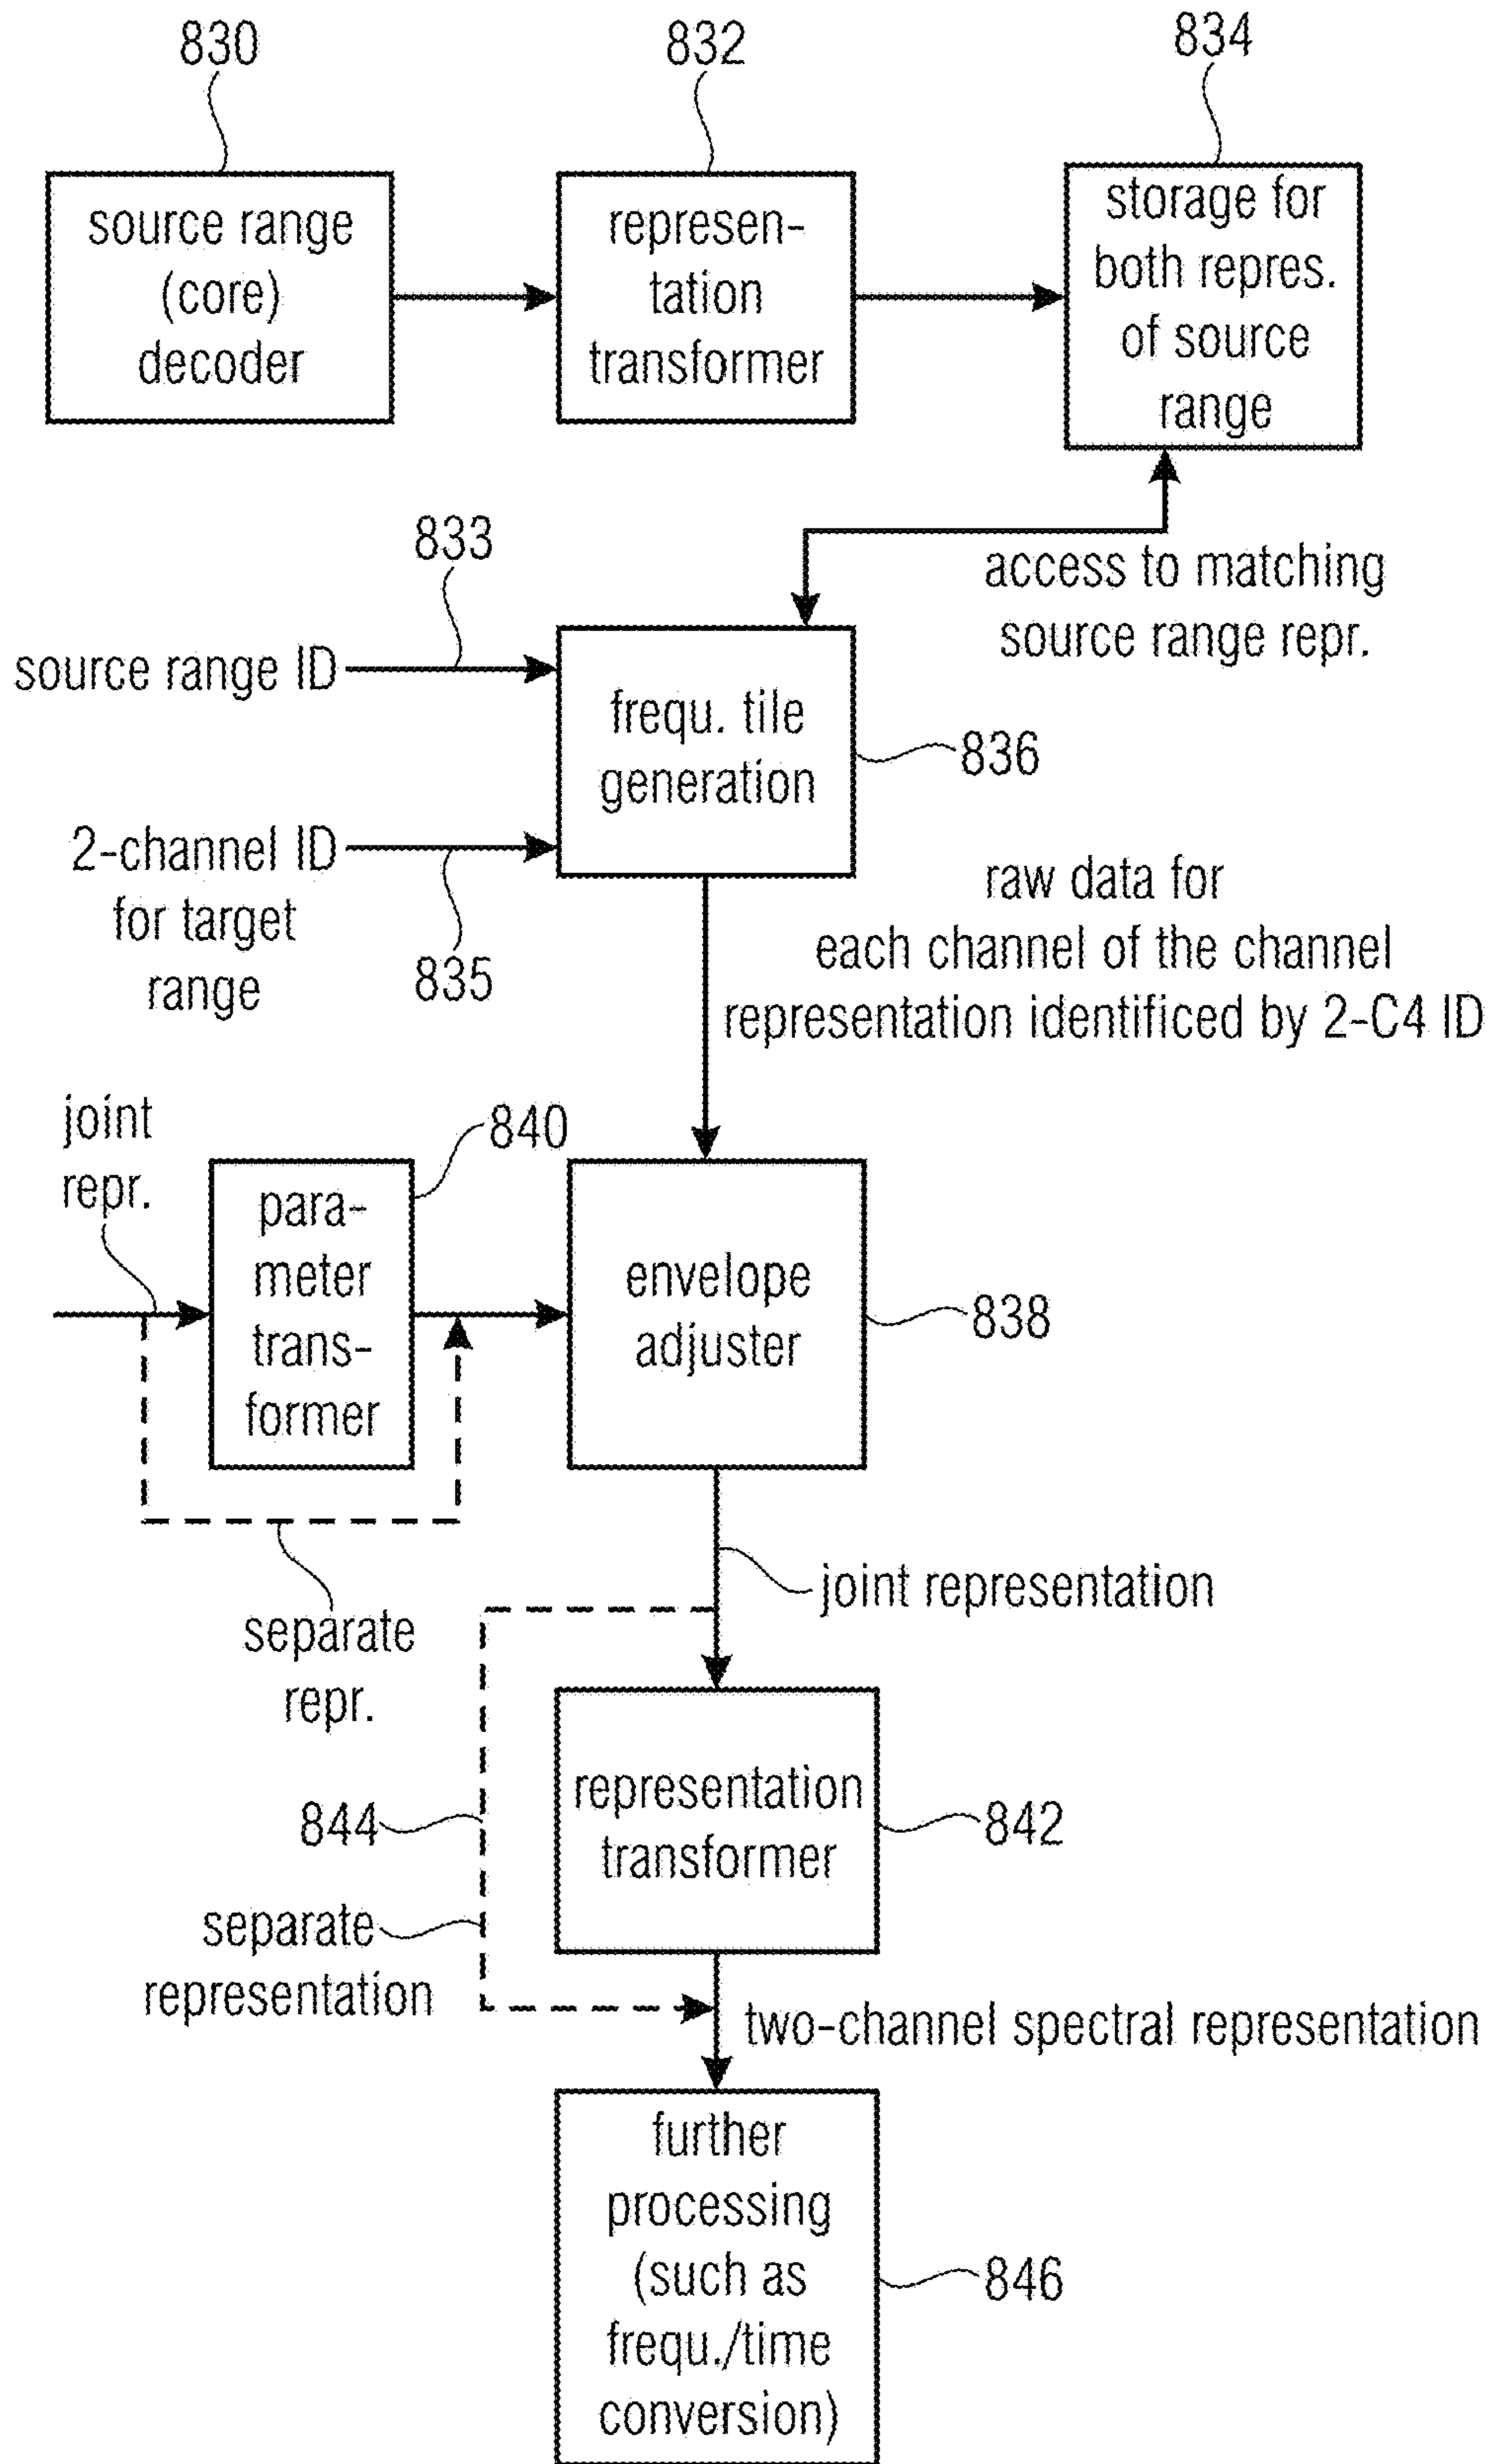 830
832
834
source range
(core)
decoder
represen-
tation
transformer
storage for
both repres.
of source
range
833
access to matching
source range repr.
source range ID
frequ. tile
generation
836
2-channel ID
for target
range
835
raw data for
each channel of the channel
representation identificed by 2-C4 ID
joint
repr.
840
para-
meter
trans-
former
envelope
adjuster
838
joint representation
separate
repr.
representation
transformer
844
842
separate
representation
two-channel spectral representation
further
processing
(such as
frequ./time
conversion)
846